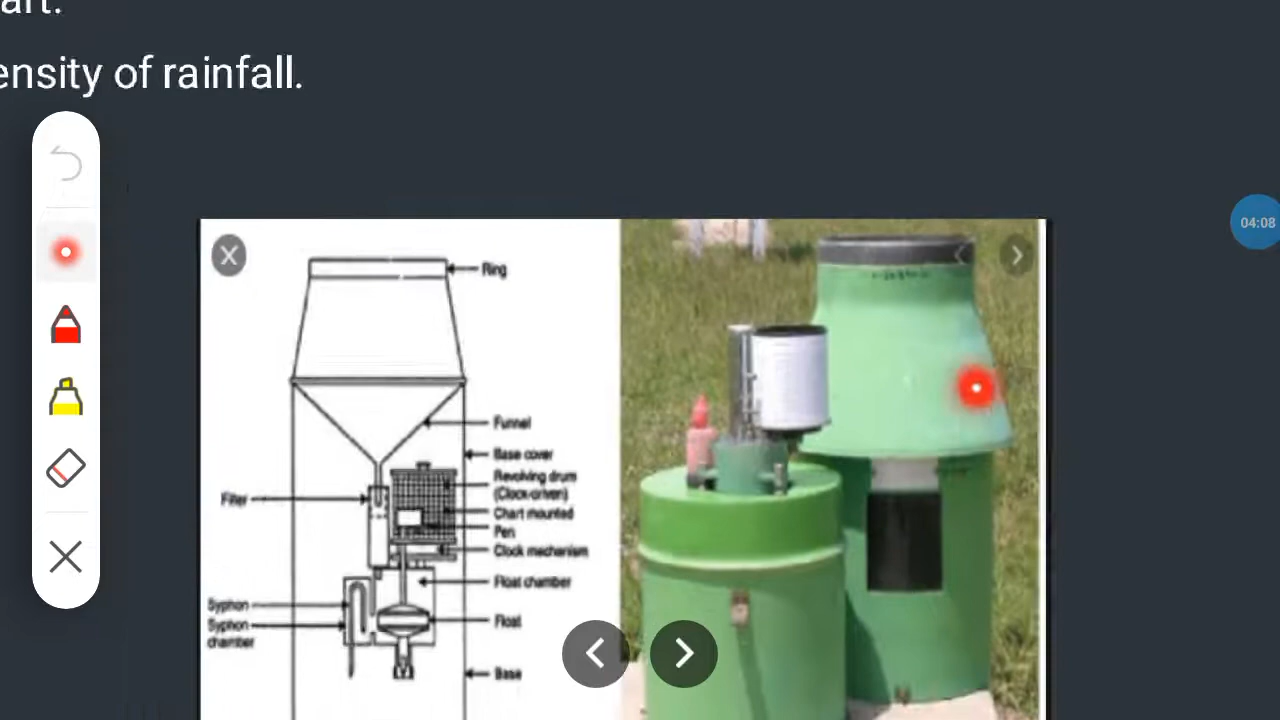 art.
ensity of rainfall.
04:08
Ring
Funnel
Base cover
Revolving drum
(Clock-driven)
Filter
Chart mounted
Pen
Clock mechanism
Float chamber
Syphon
Syphon
chamber
Float
Base